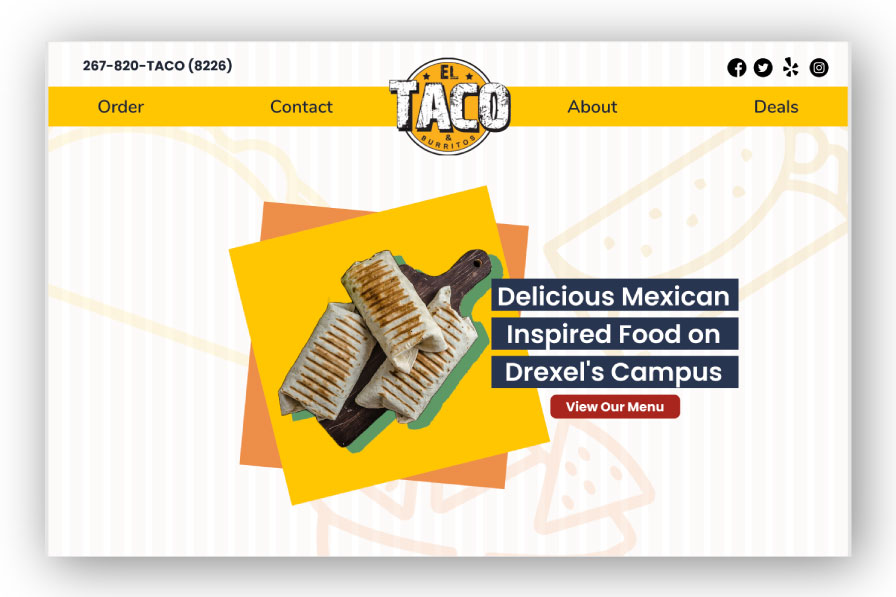 267-820-TACO (8226)
Order
Contact
EL
TACO
&
BURRITOS
About
Deals
Delicious Mexican
Inspired Food on
Drexel's Campus
View Our Menu